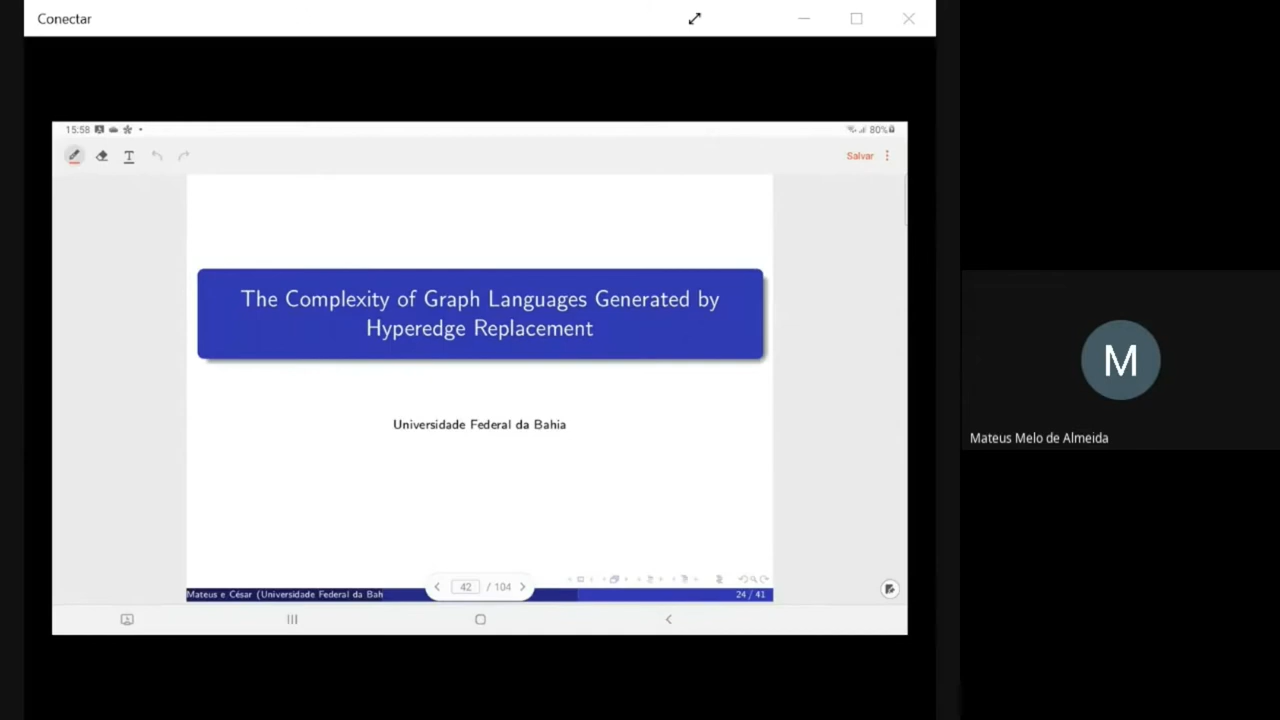 Conectar
15:58
80%
Salvar
The Complexity of Graph Languages Generated by
Hyperedge Replacement
Universidade Federal da Bahia
42 / 104
Mateus e César (Universidade Federal da Bah
24 / 41
M
Mateus Melo de Almeida